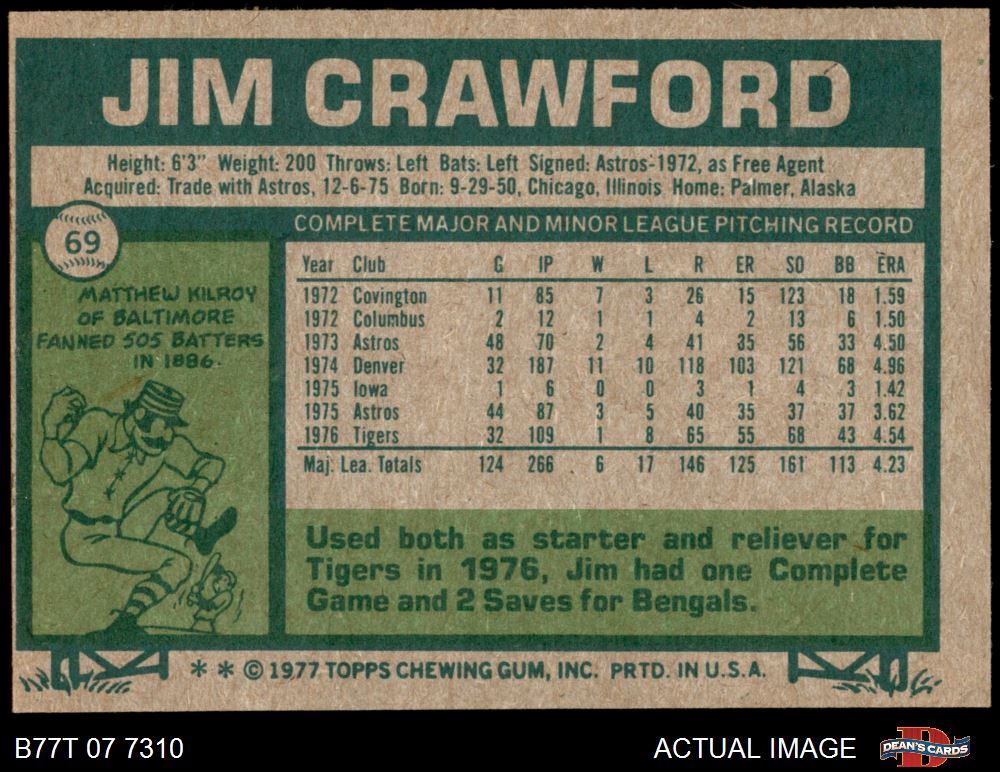 JIM CRAWFORD
Height: 6'3" Weight: 200 Throws: Left Bats: Left Signed: Astros-1972, as Free Agent
Acquired: Trade with Astros, 12-6-75 Born: 9-29-50, Chicago, Illinois Home: Palmer, Alaska
69
MATTHEW KILROY
OF BALTIMORE
FANNED 505 BATTERS
IN 1886.
COMPLETE MAJOR AND MINOR LEAGUE PITCHING RECORD
Year Club G IP W L R ER SO BB ERA
1972 Covington 11 85 7 3 26 15 123 18 1.59
1972 Columbus 2 12 1 1 4 2 13 6 1.50
1973 Astros 48 70 2 4 41 35 56 33 4.50
1974 Denver 32 187 11 10 118 103 121 68 4.96
1975 Iowa 1 6 0 0 3 1 4 3 1.42
1975 Astros 44 87 3 5 40 35 37 37 3.62
1976 Tigers 32 109 1 8 65 55 68 43 4.54
Maj. Lea. Totals 124 266 6 17 146 125 161 113 4.23
Used both as starter and reliever for
Tigers in 1976, Jim had one Complete
Game and 2 Saves for Bengals.
* * © 1977 TOPPS CHEWING GUM, INC. PRTD. IN U.S.A.
B77T 07 7310
ACTUAL IMAGE
DEAN'S CARDS